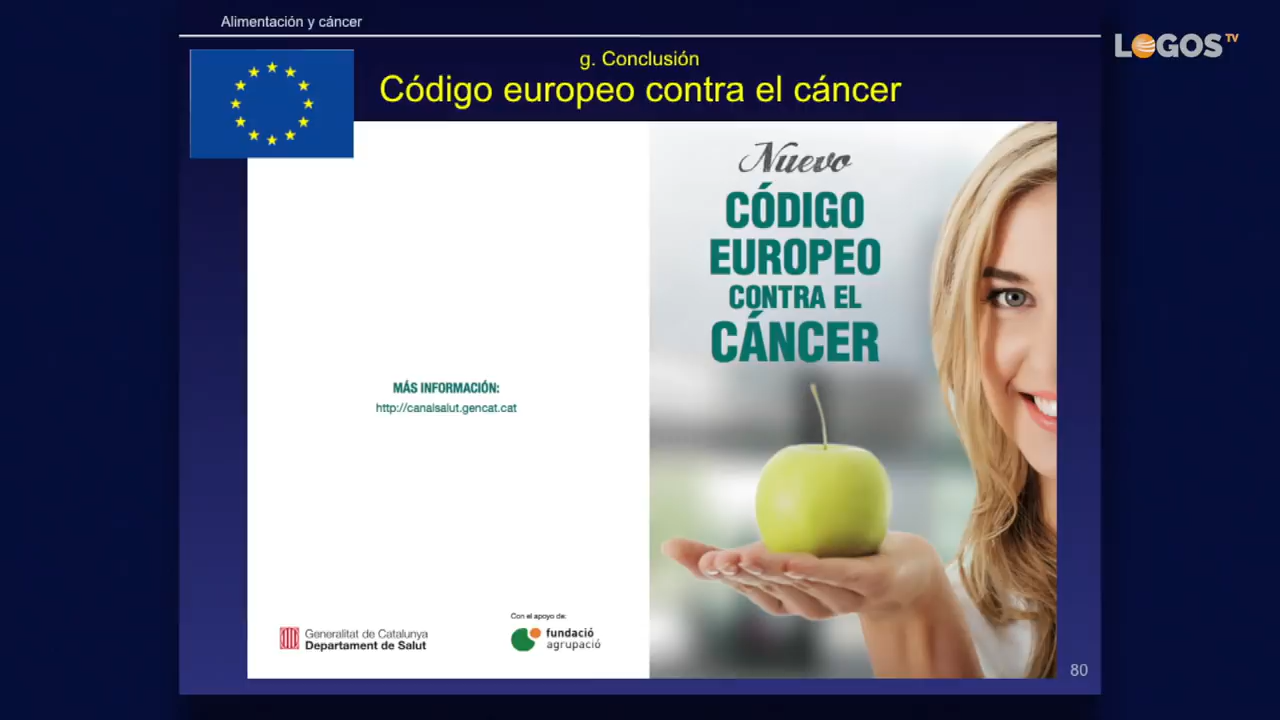 Alimentación y cáncer
LOGOS TV
g. Conclusión
Código europeo contra el cáncer
Nuevo
CÓDIGO
EUROPEO
CONTRA EL
CÁNCER
MÁS INFORMACIÓN:
http://canalsalut.gencat.cat
Generalitat de Catalunya
Departament de Salut
Con el apoyo de:
fundació
agrupació
80